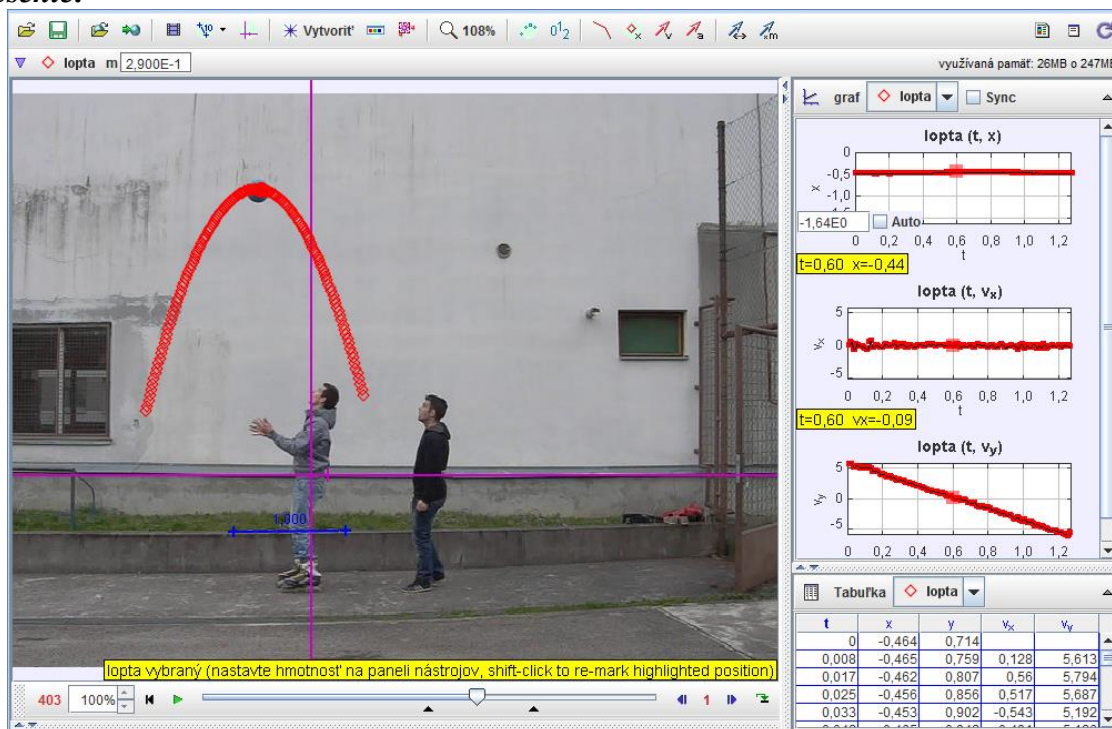 108%
Vytvoriť
lopta m 2,900E-1
využívaná pamäť: 26MB o 247MB
graf lopta Sync
lopta (t, x)
0
-0,5
-1,0
x
-1,64E0 Auto
0 0,2 0,4 0,6 0,8 1,0 1,2
t
t=0,60 x=-0,44
lopta (t, vx)
5
0
-5
vx
0 0,2 0,4 0,6 0,8 1,0 1,2
t
t=0,60 vx=-0,09
lopta (t, vy)
5
0
-5
vy
0 0,2 0,4 0,6 0,8 1,0 1,2
1,000
lopta vybraný (nastavte hmotnosť na paneli nástrojov, shift-click to re-mark highlighted position)
403 100% 1
Tabuľka lopta
t x y vx vy
0 -0,464 0,714
0,008 -0,465 0,759 0,128 5,613
0,017 -0,462 0,807 0,56 5,794
0,025 -0,456 0,856 0,517 5,687
0,033 -0,453 0,902 -0,543 5,192